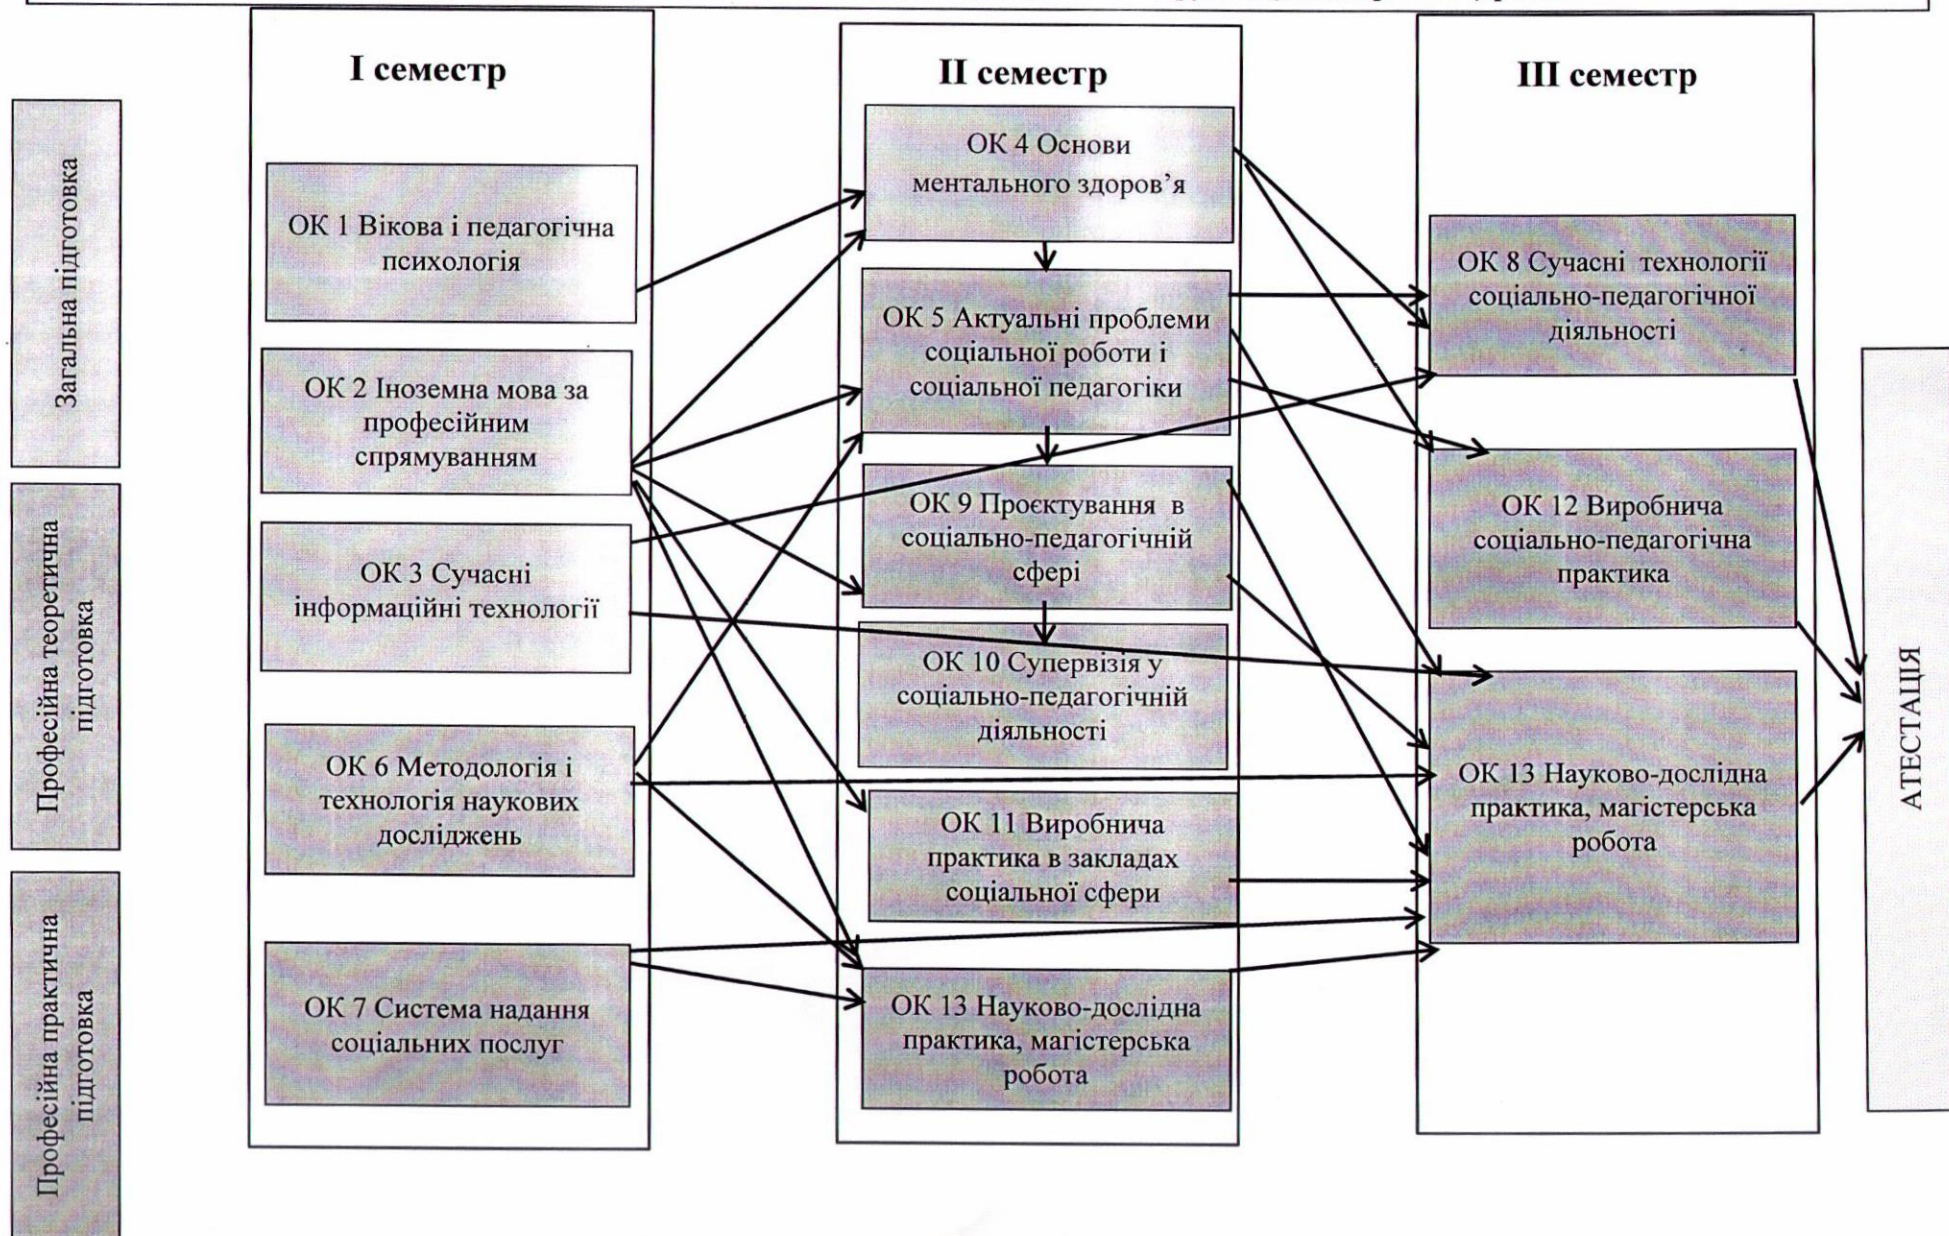 Загальна підготовка
Професійна теоретична
підготовка
Професійна практична
підготовка
І семестр
ОК 1 Вікова і педагогічна
психологія
ОК 2 Іноземна мова за
професійним
спрямуванням
ОК 3 Сучасні
інформаційні технології
ОК 6 Методологія і
технологія наукових
досліджень
ОК 7 Система надання
соціальних послуг
ІІ семестр
ОК 4 Основи
ментального здоров’я
ОК 5 Актуальні проблеми
соціальної роботи і
соціальної педагогіки
ОК 9 Проєктування в
соціально-педагогічній
сфері
ОК 10 Супервізія у
соціально-педагогічній
діяльності
ОК 11 Виробнича
практика в закладах
соціальної сфери
ОК 13 Науково-дослідна
практика, магістерська
робота
ІІІ семестр
ОК 8 Сучасні технології
соціально-педагогічної
діяльності
ОК 12 Виробнича
соціально-педагогічна
практика
ОК 13 Науково-дослідна
практика, магістерська
робота
АТЕСТАЦІЯ